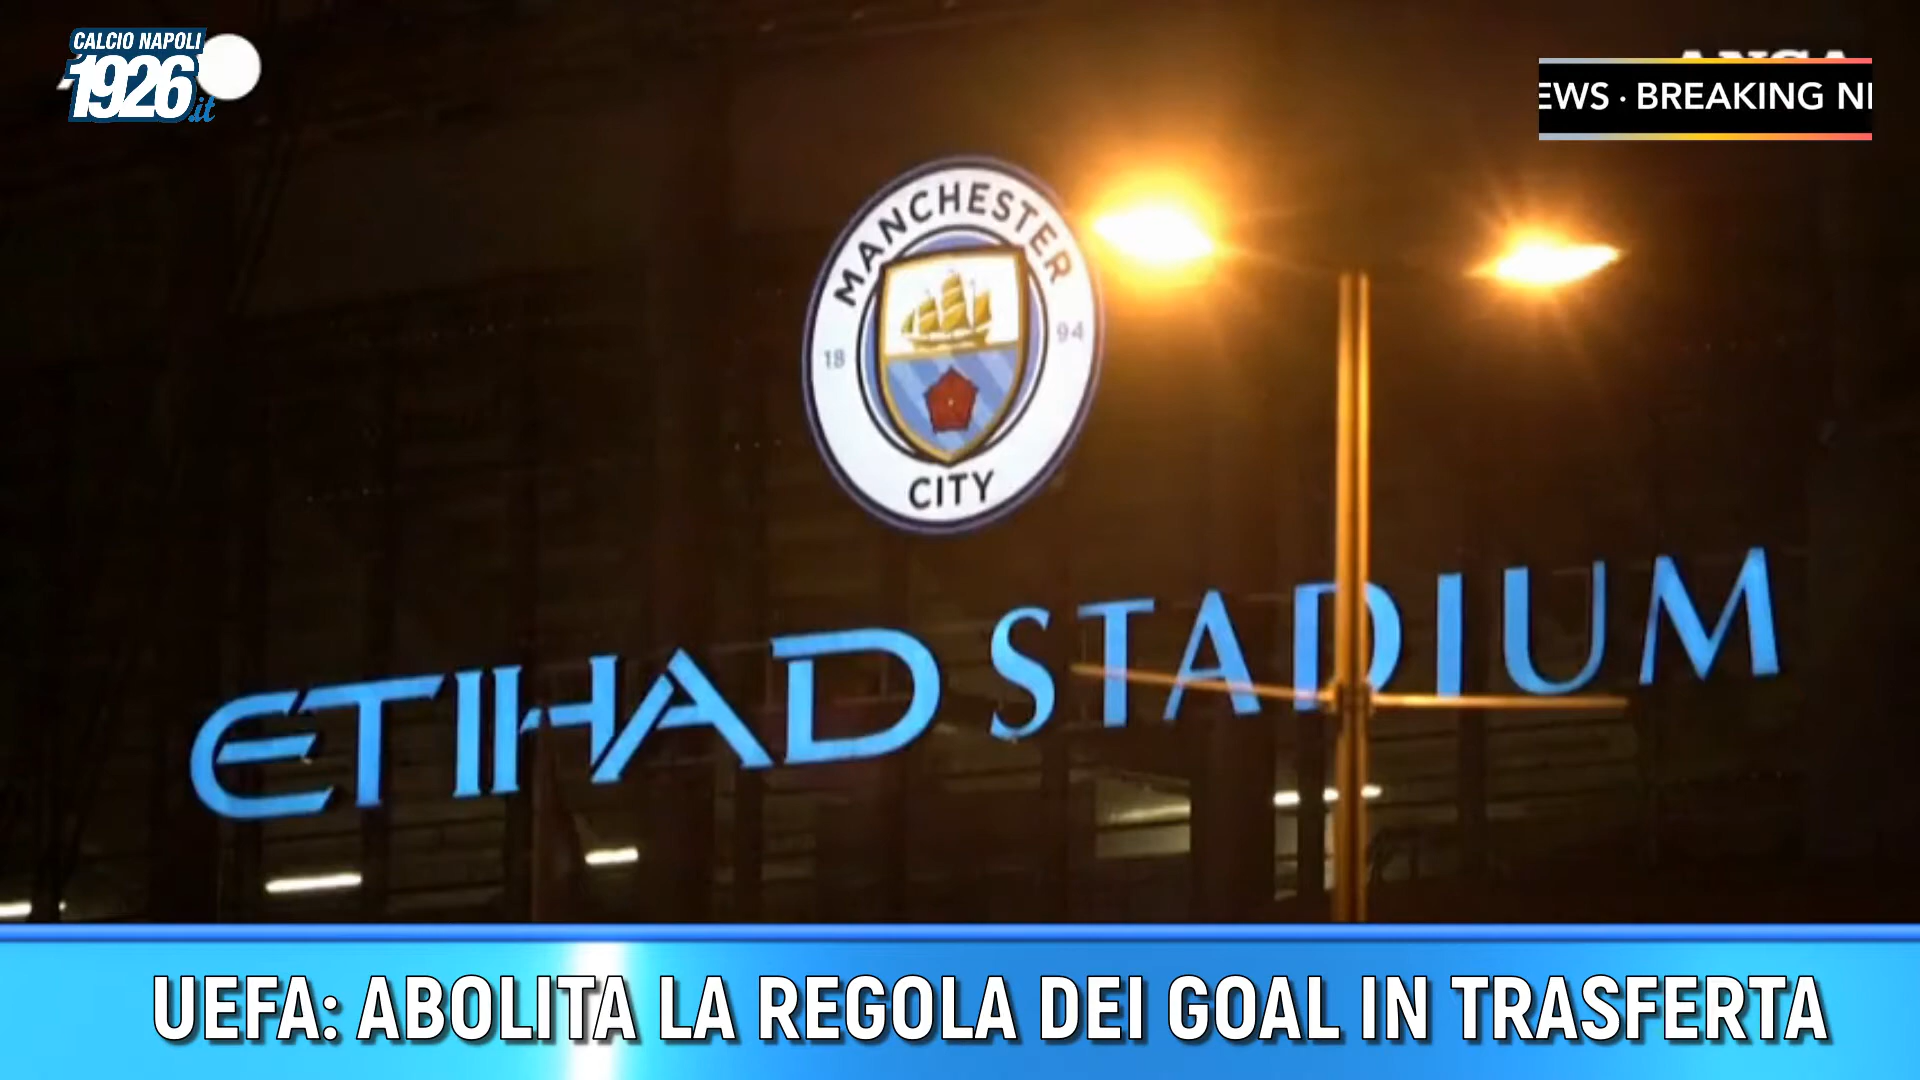 CALCIO NAPOLI
1926.it
EWS · BREAKING N
MANCHESTER
18 94
CITY
ETIHAD STADIUM
UEFA: ABOLITA LA REGOLA DEI GOAL IN TRASFERTA